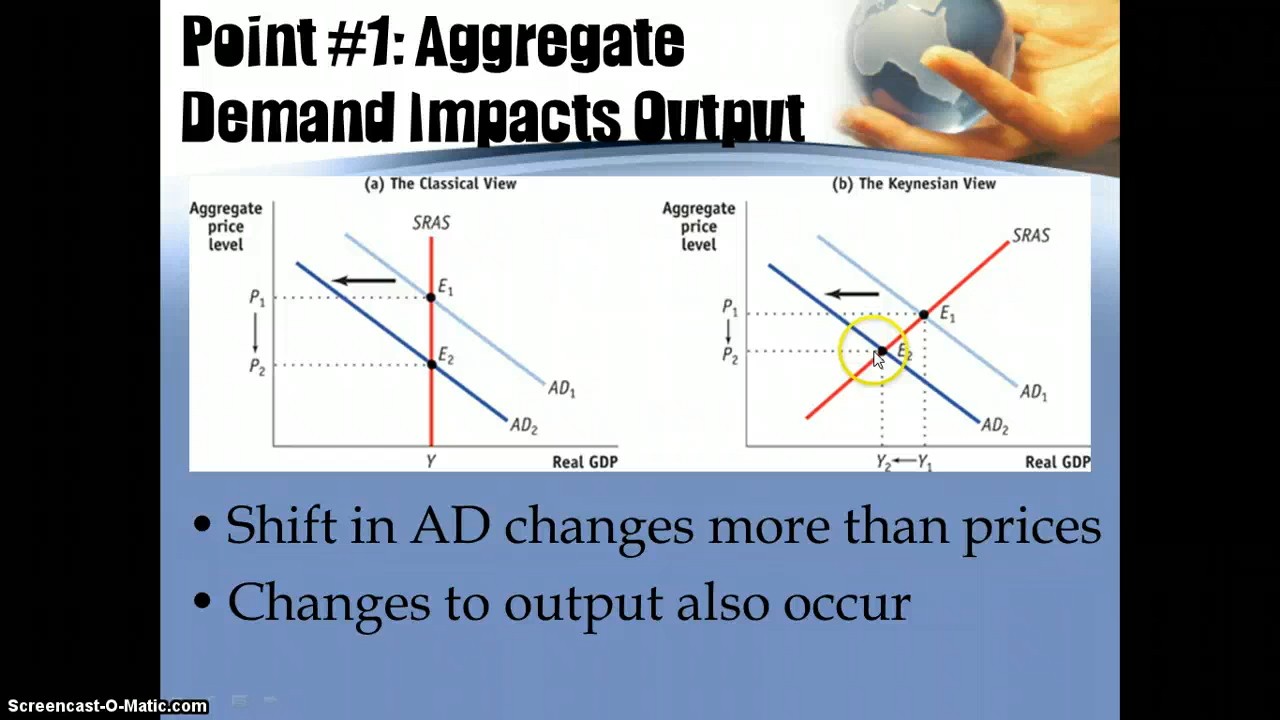 Point #1: Aggregate
Demand Impacts Output
(a) The Classical View
Aggregate
price
level
SRAS
P1
E1
P2
E2
AD1
AD2
Y
Real GDP
(b) The Keynesian View
Aggregate
price
level
SRAS
P1
E1
P2
E2
AD1
AD2
Y2
Y1
Real GDP
• Shift in AD changes more than prices
• Changes to output also occur
Screencast-O-Matic.com